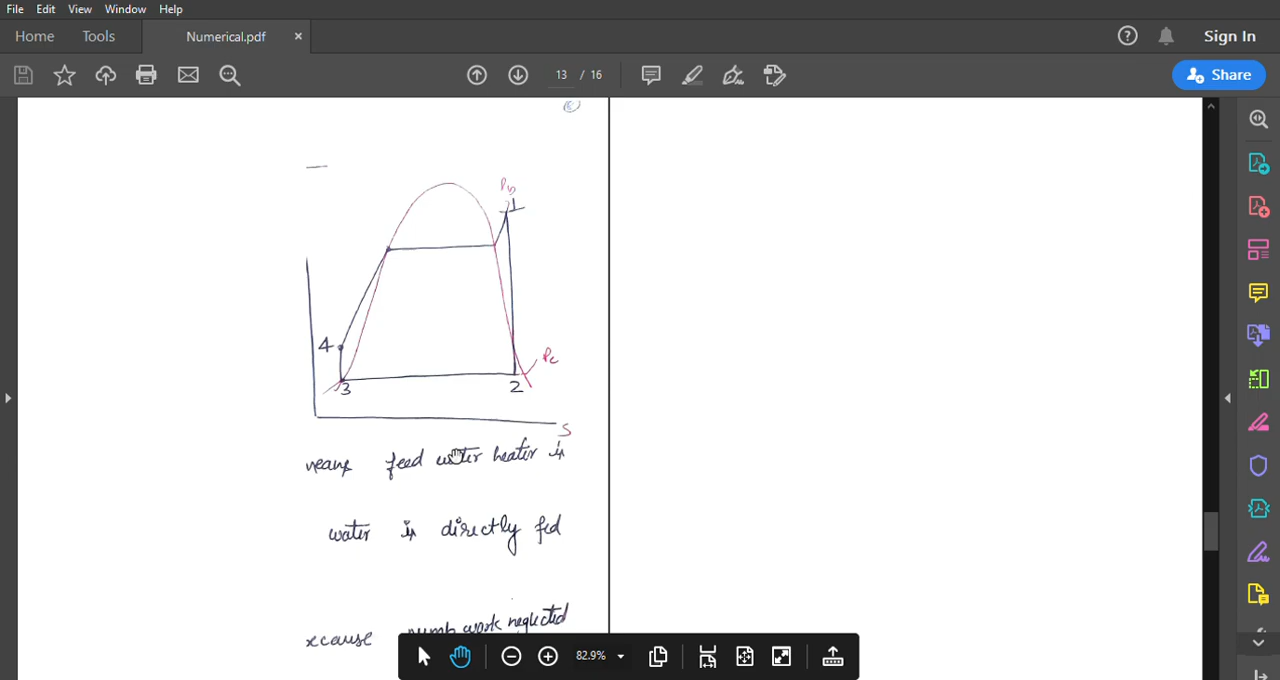 File Edit View Window Help
Home Tools Numerical.pdf × Sign In
13 / 16 Share
Pb
1
4
3
2
Pc
S
feed water heater is
water is directly fed
pump work neglected
82.9%